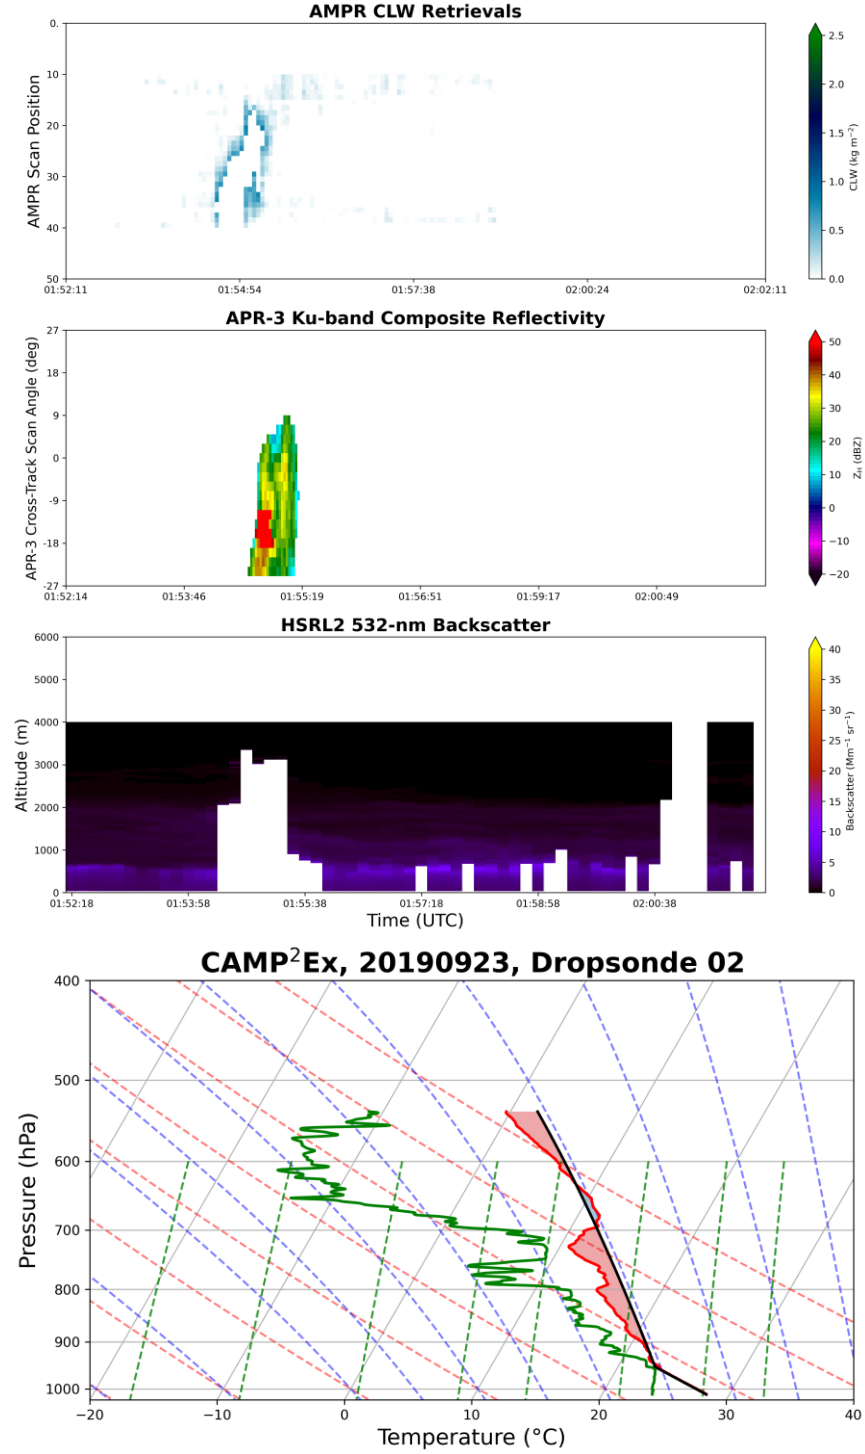 AMPR CLW Retrievals
AMPR Scan Position
0.
10
20
30
40
50
01:52:11 01:54:54 01:57:38 02:00:24 02:02:11
2.5
2.0
1.5
1.0
0.5
0.0
CLW (kg m⁻²)
APR-3 Ku-band Composite Reflectivity
APR-3 Cross-Track Scan Angle (deg)
27
18
9
0
-9
-18
-27
01:52:14 01:53:46 01:55:19 01:56:51 01:59:17 02:00:49
50
40
30
20
10
0
−10
−20
Z_H (dBZ)
HSRL2 532-nm Backscatter
Altitude (m)
6000
5000
4000
3000
2000
1000
0
01:52:18 01:53:58 01:55:38 01:57:18 01:58:58 02:00:38
Time (UTC)
40
35
30
25
20
15
10
5
0
Backscatter (Mm⁻¹ sr⁻¹)
CAMP²Ex, 20190923, Dropsonde 02
Pressure (hPa)
400
500
600
700
800
900
1000
−20 −10 0 10 20 30 40
Temperature (°C)